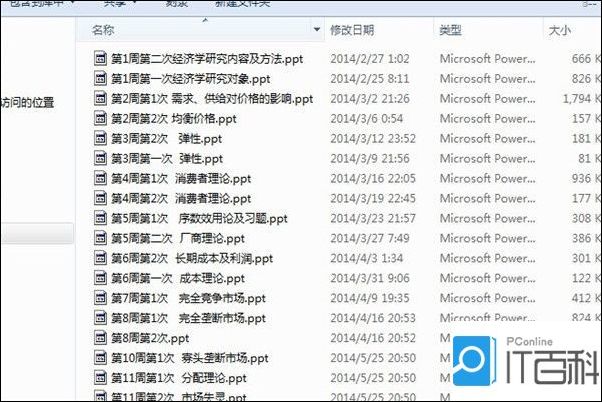 包含到库中 共享 刻录 新建文件夹
名称 修改日期 类型 大小
第1周第二次经济学研究内容及方法.ppt 2014/2/27 1:02 Microsoft Power... 666 K
第1周第一次经济学研究对象.ppt 2014/2/25 8:11 Microsoft Power... 826 K
访问的位置
第2周第1次 需求、供给对价格的影响.ppt 2014/3/2 21:26 Microsoft Power... 1,794 K
第2周第2次 均衡价格.ppt 2014/3/6 0:54 Microsoft Power... 157 K
第3周第2次 弹性.ppt 2014/3/12 23:52 Microsoft Power... 181 K
第3周第一次 弹性.ppt 2014/3/9 21:56 Microsoft Power... 81 K
第4周第1次 消费者理论.ppt 2014/3/16 22:05 Microsoft Power... 936 K
第4周第2次 消费者理论.ppt 2014/3/19 22:45 Microsoft Power... 177 K
第5周第1次 序数效用论及习题.ppt 2014/3/23 21:57 Microsoft Power... 308 K
第5周第二次 厂商理论.ppt 2014/3/27 7:49 Microsoft Power... 386 K
第6周第2次 长期成本及利润.ppt 2014/4/3 1:34 Microsoft Power... 301 K
第6周第一次 成本理论.ppt 2014/3/31 9:06 Microsoft Power... 122 K
第7周第1次 完全竞争市场.ppt 2014/4/9 19:35 Microsoft Power... 412 K
第8周第1次 完全垄断市场.ppt 2014/4/16 20:53 Microsoft Power... 824 K
第8周第2次.ppt 2014/4/16 20:52 M
PConline
IT百科
第10周第1次 寡头垄断市场.ppt 2014/5/25 20:50 M
第11周第1次 分配理论.ppt 2014/5/25 20:50 M
第11周第2次 市场失灵.ppt 2014/5/25 20:50 M